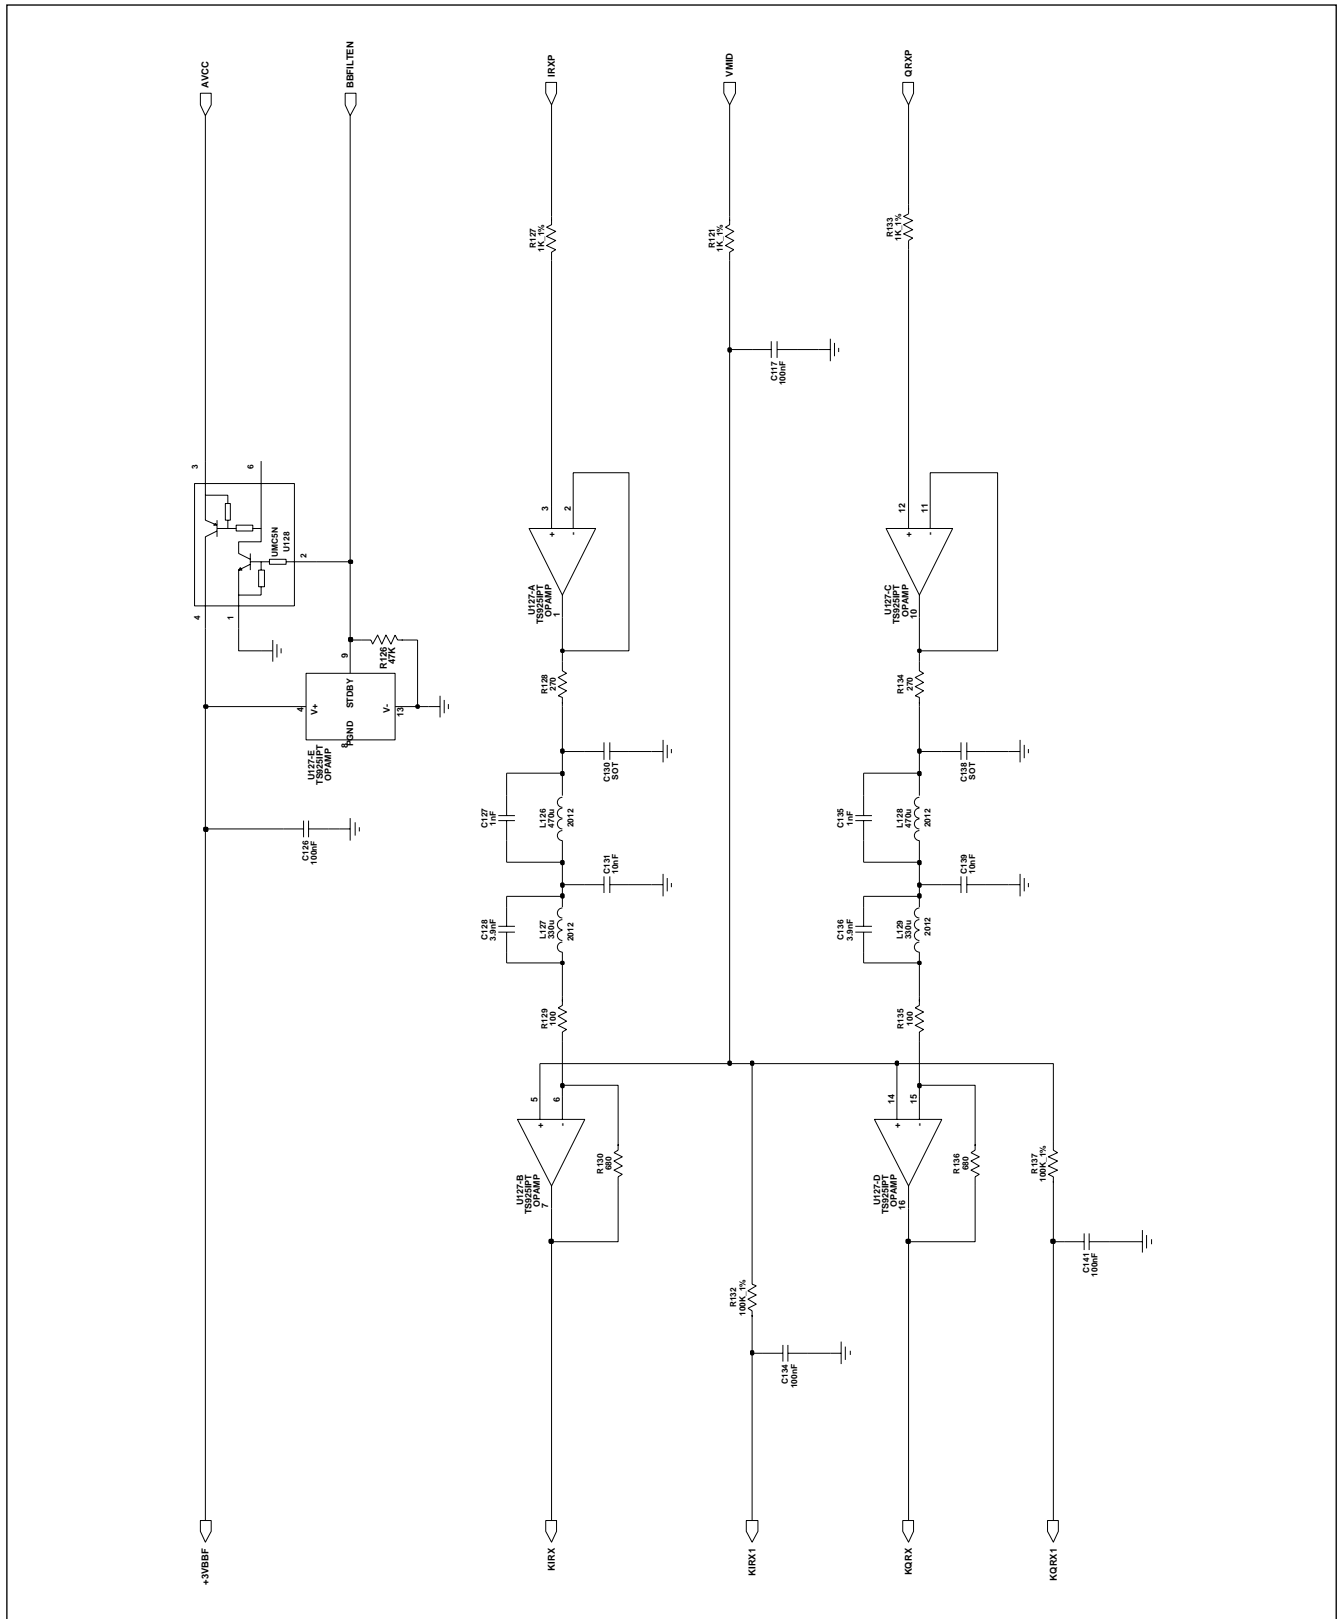 AVCC
BBFILTEN
IRXP
VMID
QRXP
R127
1K_1%
R121
1K_1%
R133
1K_1%
C117
100nF
3
6
UMC5N
U128
2
4
1
3
2
+
-
U127-A
TS925IPT
OPAMP
1
12
11
+
-
U127-C
TS925IPT
OPAMP
10
9
R126
47K
4
V+
STDBY
PGND
8
V-
13
U127-E
TS925IPT
OPAMP
R128
270
R134
270
C130
SOT
C138
SOT
C126
100nF
C127
1nF
L126
470u
2012
C135
1nF
L128
470u
2012
C131
10nF
C139
10nF
C128
3.9nF
L127
330u
2012
C136
3.9nF
L129
330u
2012
R129
100
R135
100
5
6
+
-
U127-B
TS925IPT
OPAMP
7
R130
680
14
15
+
-
U127-D
TS925IPT
OPAMP
16
R136
680
R137
100K_1%
C141
100nF
R132
100K_1%
C134
100nF
+3VBBF
KIRX
KIRX1
KQRX
KQRX1